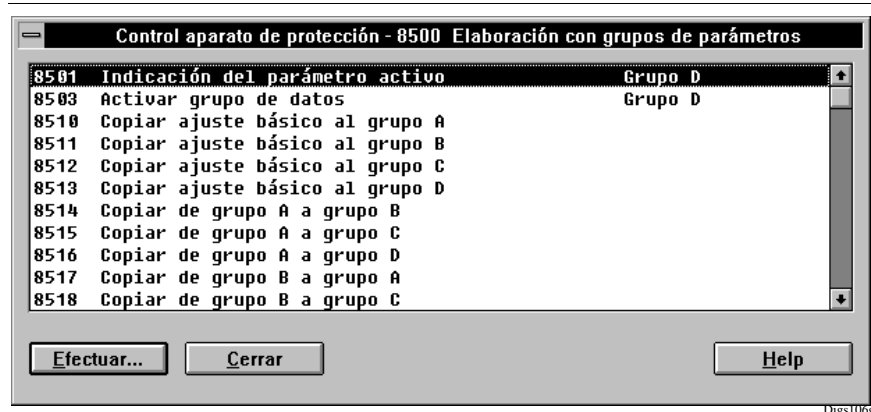 Control aparato de protección - 8500 Elaboración con grupos de parámetros
8501 Indicación del parámetro activo Grupo D
8503 Activar grupo de datos Grupo D
8510 Copiar ajuste básico al grupo A
8511 Copiar ajuste básico al grupo B
8512 Copiar ajuste básico al grupo C
8513 Copiar ajuste básico al grupo D
8514 Copiar de grupo A a grupo B
8515 Copiar de grupo A a grupo C
8516 Copiar de grupo A a grupo D
8517 Copiar de grupo B a grupo A
8518 Copiar de grupo B a grupo C
Efectuar... Cerrar Help